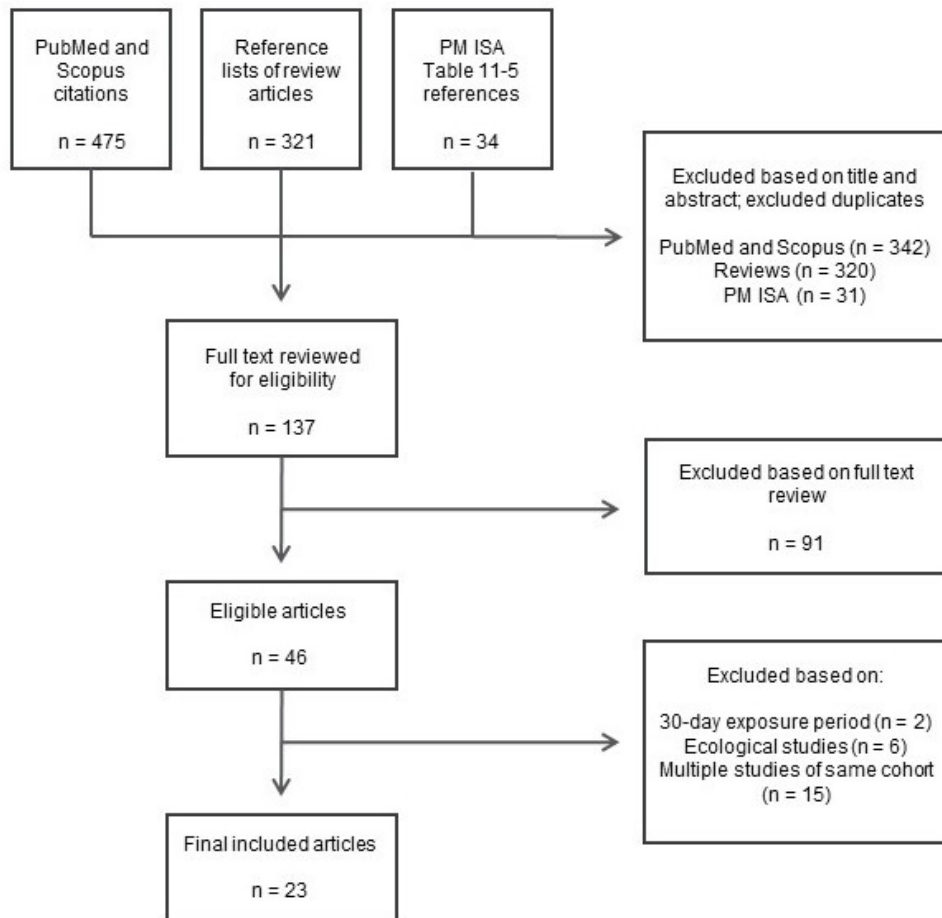 PubMed and
Scopus
citations
n = 475
Reference
lists of review
articles
n = 321
PM ISA
Table 11-5
references
n = 34
Excluded based on title and
abstract; excluded duplicates
PubMed and Scopus (n = 342)
Reviews (n = 320)
PM ISA (n = 31)
Full text reviewed
for eligibility
n = 137
Excluded based on full text
review
n = 91
Eligible articles
n = 46
Excluded based on:
30-day exposure period (n = 2)
Ecological studies (n = 6)
Multiple studies of same cohort
(n = 15)
Final included articles
n = 23